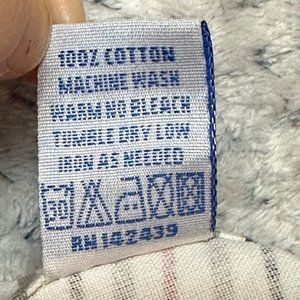 100% COTTON
MACHINE WASH
WARM NO BLEACH
TUMBLE DRY LOW
IRON AS NEEDED
RN 142439